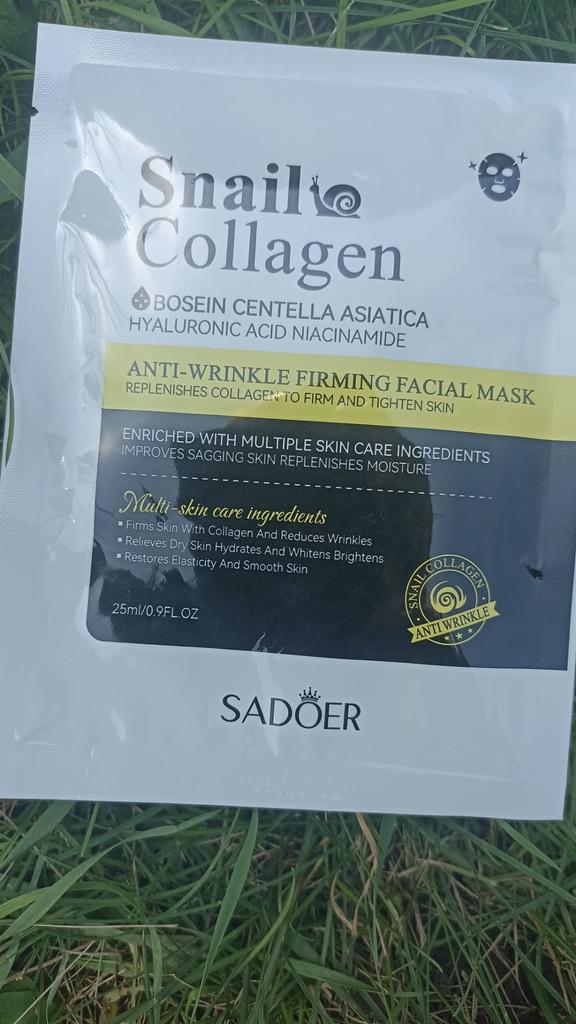 Snail
Collagen
BOSEIN CENTELLA ASIATICA
HYALURONIC ACID NIACINAMIDE
ANTI-WRINKLE FIRMING FACIAL MASK
REPLENISHES COLLAGEN TO FIRM AND TIGHTEN SKIN
ENRICHED WITH MULTIPLE SKIN CARE INGREDIENTS
IMPROVES SAGGING SKIN REPLENISHES MOISTURE
Multi-skin care ingredients
▪ Firms Skin With Collagen And Reduces Wrinkles
▪ Relieves Dry Skin Hydrates And Whitens Brightens
▪ Restores Elasticity And Smooth Skin
25ml/0.9FL.OZ
SNAIL COLLAGEN
ANTI WRINKLE
SADOER